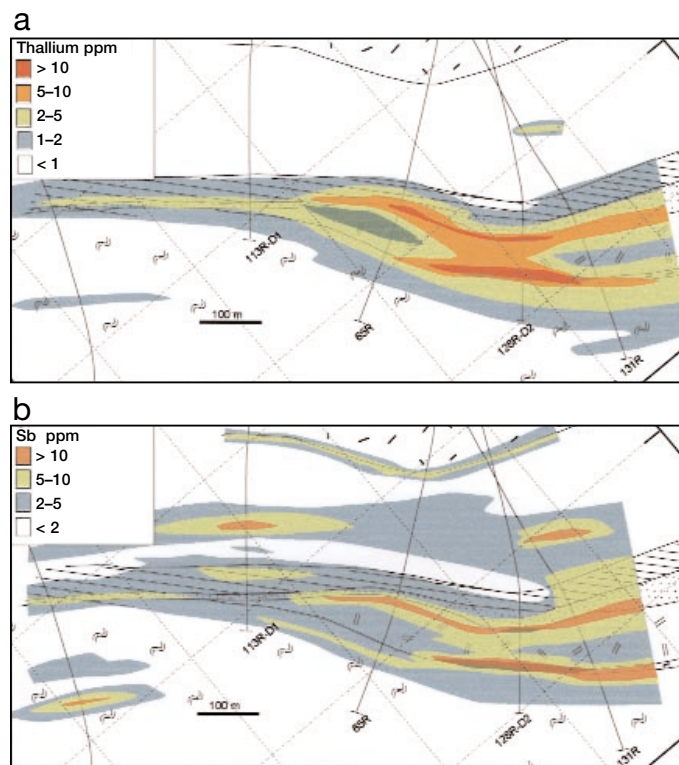 a
Thallium ppm
> 10
5–10
2–5
1–2
< 1
113R-D1
65R
128R-D2
131R
100 m
b
Sb ppm
> 10
5–10
2–5
< 2
113R-D1
65R
128R-D2
131R
100 m